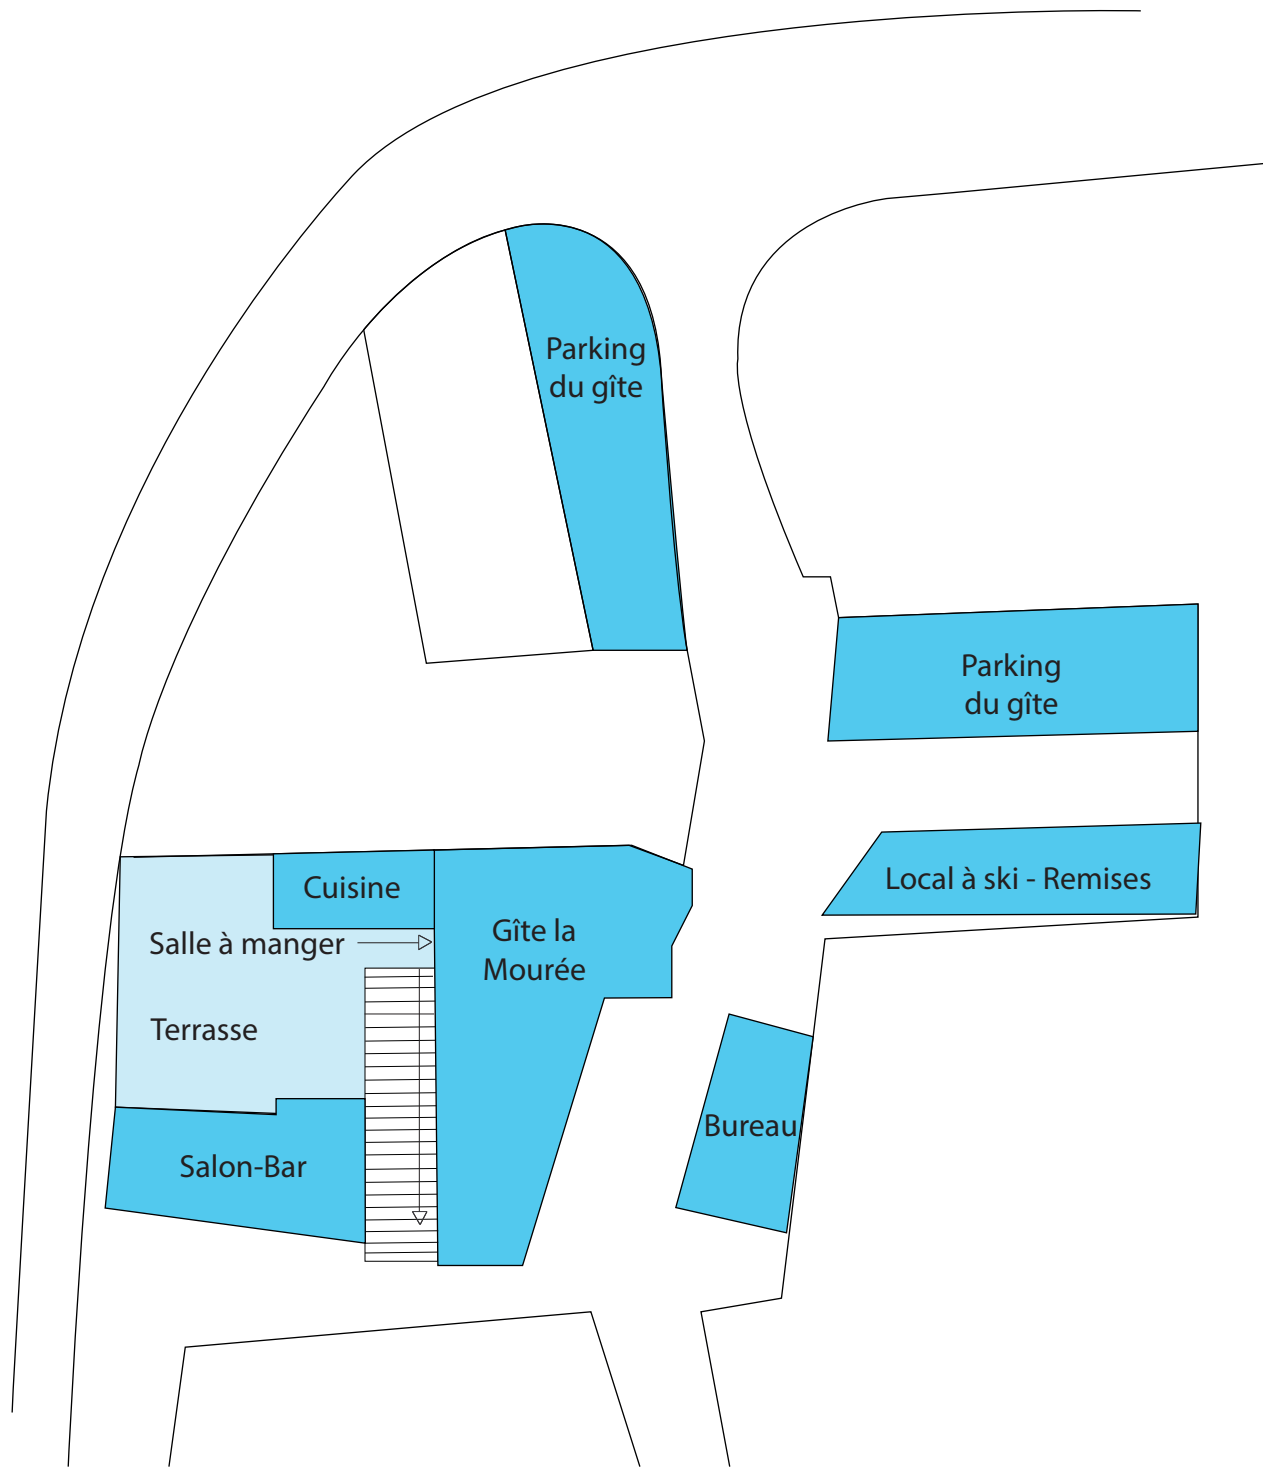 Parking
du gîte
Parking
du gîte
Cuisine
Local à ski - Remises
Salle à manger
Gîte la
Mourée
Terrasse
Bureau
Salon-Bar